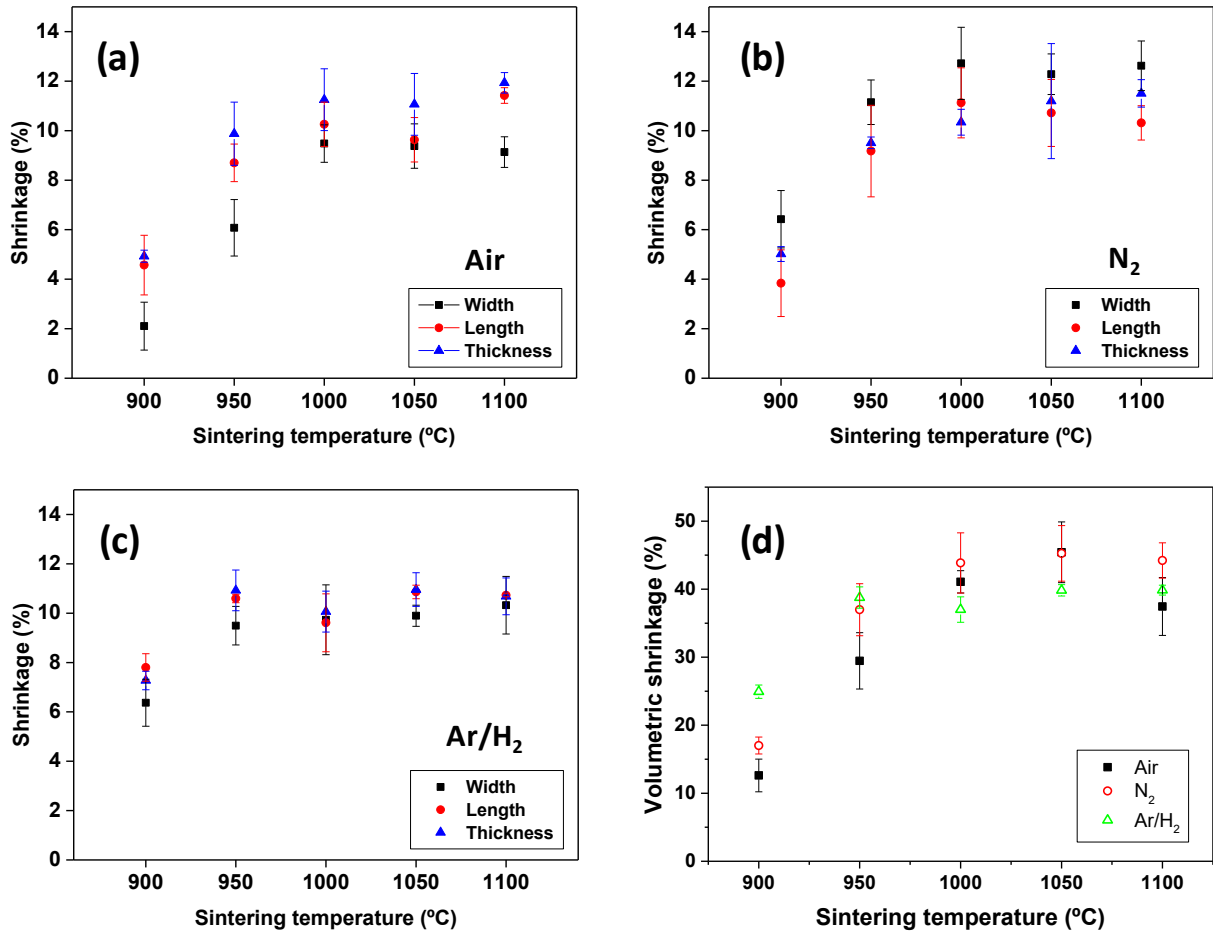 (a)
Shrinkage (%)
14
12
10
8
6
4
2
0
Air
Width
Length
Thickness
900 950 1000 1050 1100
Sintering temperature (ºC)
(b)
Shrinkage (%)
14
12
10
8
6
4
2
0
N2
Width
Length
Thickness
900 950 1000 1050 1100
Sintering temperature (ºC)
(c)
Shrinkage (%)
14
12
10
8
6
4
2
0
Ar/H2
Width
Length
Thickness
900 950 1000 1050 1100
Sintering temperature (ºC)
(d)
Volumetric shrinkage (%)
50
40
30
20
10
0
Air
N2
Ar/H2
900 950 1000 1050 1100
Sintering temperature (ºC)